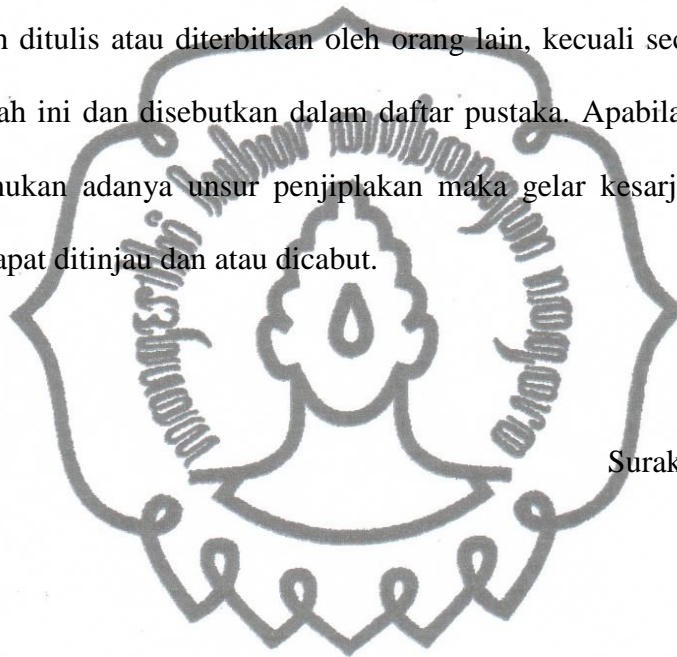 n ditulis atau diterbitkan oleh orang lain, kecuali sec
ah ini dan disebutkan dalam daftar pustaka. Apabila
nukan adanya unsur penjiplakan maka gelar kesarj
apat ditinjau dan atau dicabut.
Surak